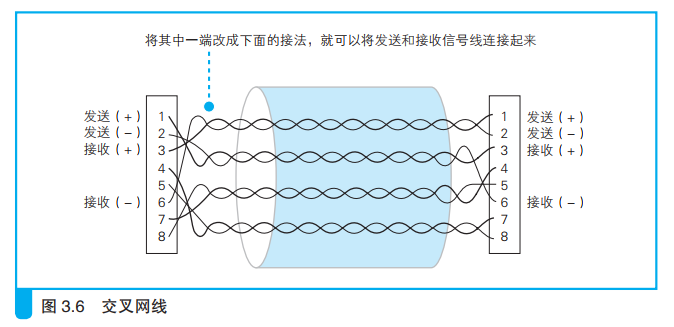 将其中一端改成下面的接法，就可以将发送和接收信号线连接起来
发送(+) 1 1 发送(+)
发送(-) 2 2 发送(-)
接收(+) 3 3 接收(+)
4 4
5 5
接收(-) 6 6 接收(-)
7 7
8 8
图 3.6 交叉网线